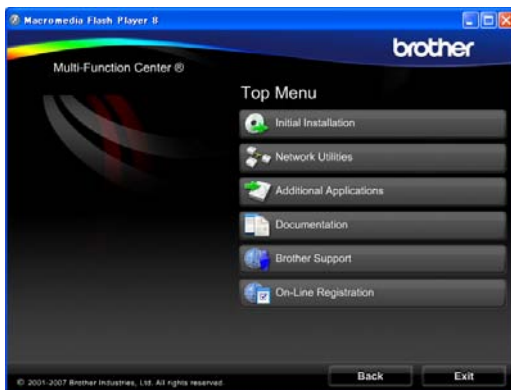 Macromedia Flash Player 8
brother
Multi-Function Center ®
Top Menu
Initial Installation
Network Utilities
Additional Applications
Documentation
Brother Support
On-Line Registration
Back
Exit
© 2001-2007 Brother Industries, Ltd. All rights reserved.